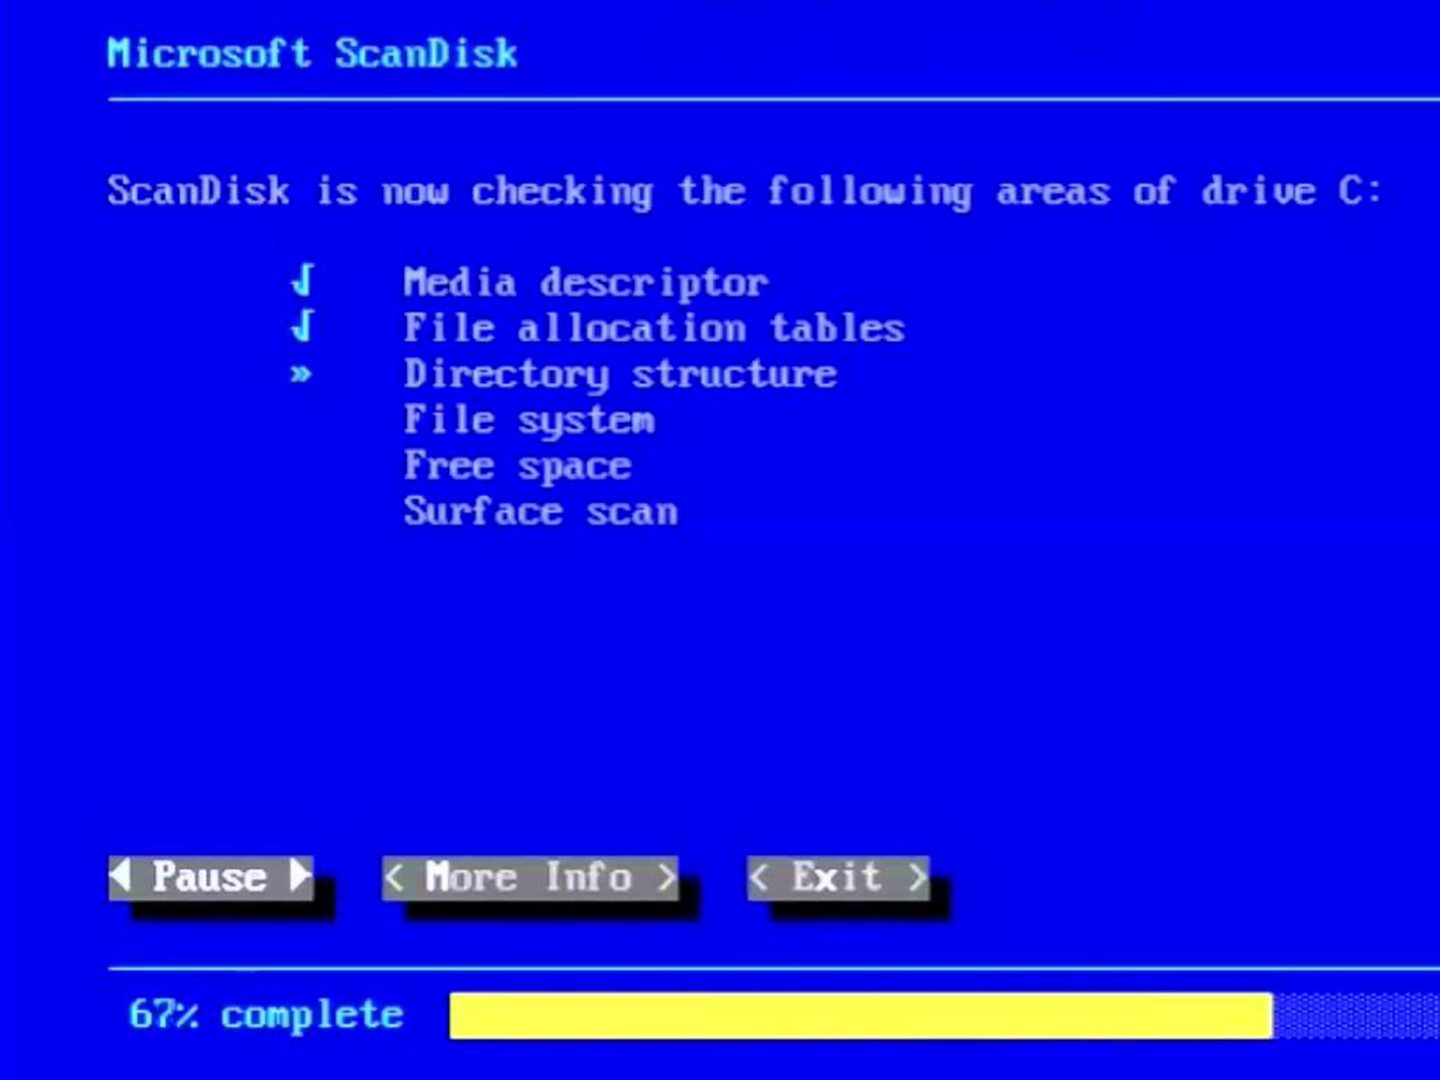 Microsoft ScanDisk
ScanDisk is now checking the following areas of drive C:
√ Media descriptor
√ File allocation tables
» Directory structure
File system
Free space
Surface scan
◄ Pause ► < More Info > < Exit >
67% complete